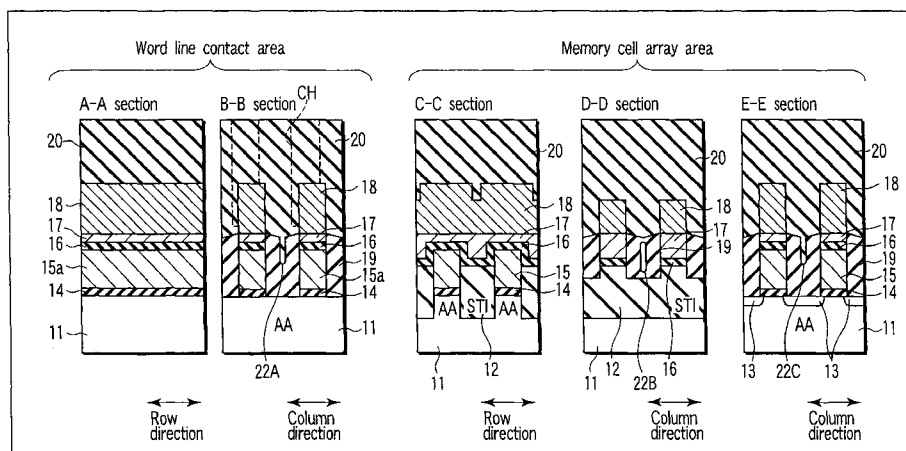 Word line contact area
Memory cell array area
A-A section
B-B section
CH
C-C section
D-D section
E-E section
20
20
20
20
20
18
18
18
18
18
17
16
15a
14
11
17
16
19
15a
14
11
AA
22A
17
16
15
14
AA
STI
AA
11
12
17
19
STI
11
12
22B
16
17
16
19
15
14
13
AA
22C
13
11
Row direction
Column direction
Row direction
Column direction
Column direction